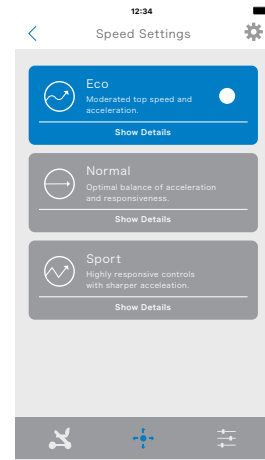 12:34
Speed Settings
Eco
Moderated top speed and
acceleration.
Show Details
Normal
Optimal balance of acceleration
and responsiveness.
Show Details
Sport
Highly responsive controls
with sharper acceleation.
Show Details